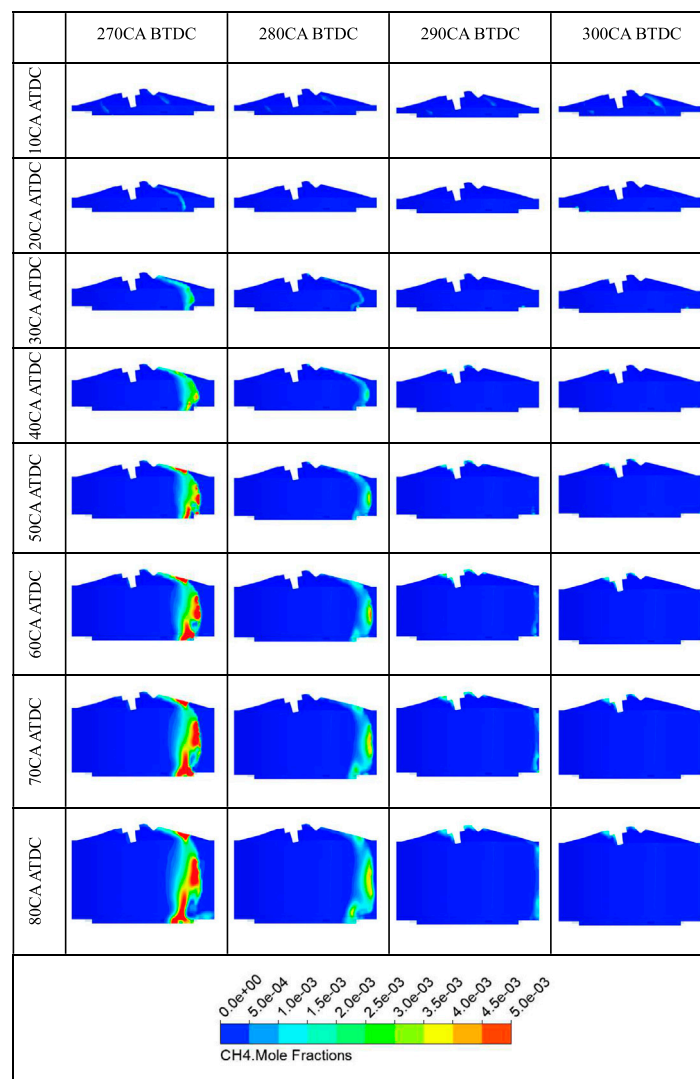 270CA BTDC
280CA BTDC
290CA BTDC
300CA BTDC
10CA ATDC
20CA ATDC
30CA ATDC
40CA ATDC
50CA ATDC
60CA ATDC
70CA ATDC
80CA ATDC
0.0e+00
5.0e-04
1.0e-03
1.5e-03
2.0e-03
2.5e-03
3.0e-03
3.5e-03
4.0e-03
4.5e-03
5.0e-03
CH4.Mole Fractions